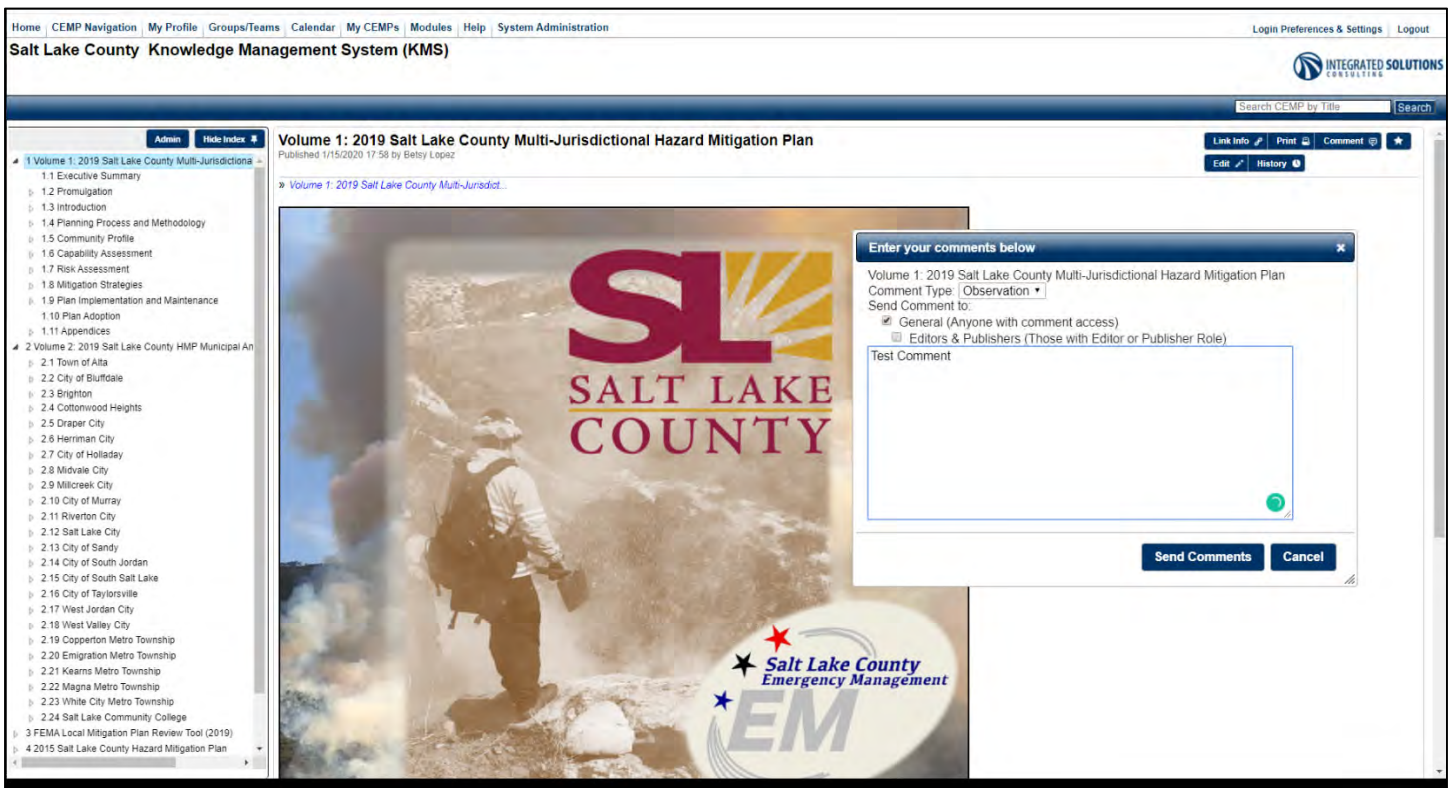 Home CEMP Navigation My Profile Groups/Teams Calendar My CEMPs Modules Help System Administration Login Preferences & Settings Logout
Salt Lake County Knowledge Management System (KMS)
INTEGRATED SOLUTIONS
CONSULTING
Search CEMP by Title Search
Admin Hide Index
1 Volume 1: 2019 Salt Lake County Multi-Jurisdictiona
1.1 Executive Summary
1.2 Promulgation
1.3 Introduction
1.4 Planning Process and Methodology
1.5 Community Profile
1.6 Capability Assessment
1.7 Risk Assessment
1.8 Mitigation Strategies
1.9 Plan Implementation and Maintenance
1.10 Plan Adoption
1.11 Appendices
2 Volume 2: 2019 Salt Lake County HMP Municipal An
2.1 Town of Alta
2.2 City of Bluffdale
2.3 Brighton
2.4 Cottonwood Heights
2.5 Draper City
2.6 Herriman City
2.7 City of Holladay
2.8 Midvale City
2.9 Millcreek City
2.10 City of Murray
2.11 Riverton City
2.12 Salt Lake City
2.13 City of Sandy
2.14 City of South Jordan
2.15 City of South Salt Lake
2.16 City of Taylorsville
2.17 West Jordan City
2.18 West Valley City
2.19 Copperton Metro Township
2.20 Emigration Metro Township
2.21 Kearns Metro Township
2.22 Magna Metro Township
2.23 White City Metro Township
2.24 Salt Lake Community College
3 FEMA Local Mitigation Plan Review Tool (2019)
4 2015 Salt Lake County Hazard Mitigation Plan
Volume 1: 2019 Salt Lake County Multi-Jurisdictional Hazard Mitigation Plan
Published 1/15/2020 17:58 by Betsy Lopez
Link Info Print Comment
Edit History
» Volume 1: 2019 Salt Lake County Multi-Jurisdict...
SL
SALT LAKE
COUNTY
Salt Lake County
Emergency Management
EM
Enter your comments below
Volume 1: 2019 Salt Lake County Multi-Jurisdictional Hazard Mitigation Plan
Comment Type: Observation
Send Comment to:
General (Anyone with comment access)
Editors & Publishers (Those with Editor or Publisher Role)
Test Comment
Send Comments Cancel